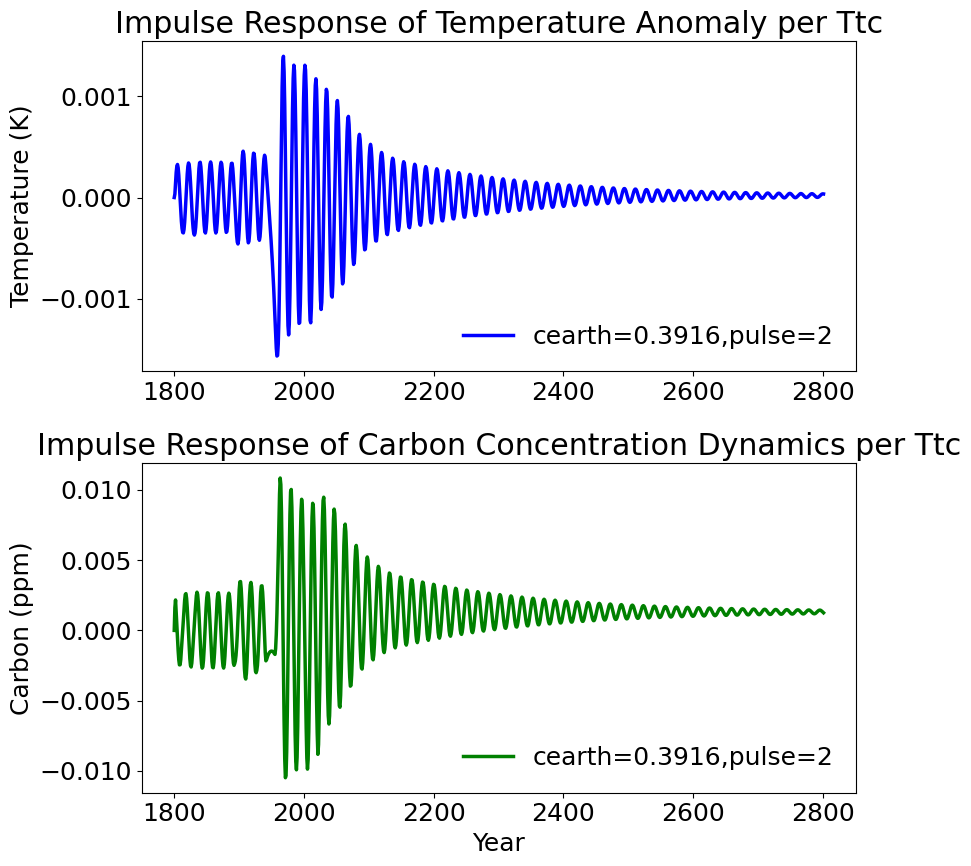 Impulse Response of Temperature Anomaly per Ttc
Temperature (K)
0.001
0.000
−0.001
cearth=0.3916,pulse=2
1800 2000 2200 2400 2600 2800
Impulse Response of Carbon Concentration Dynamics per Ttc
Carbon (ppm)
0.010
0.005
0.000
−0.005
−0.010
cearth=0.3916,pulse=2
1800 2000 2200 2400 2600 2800
Year